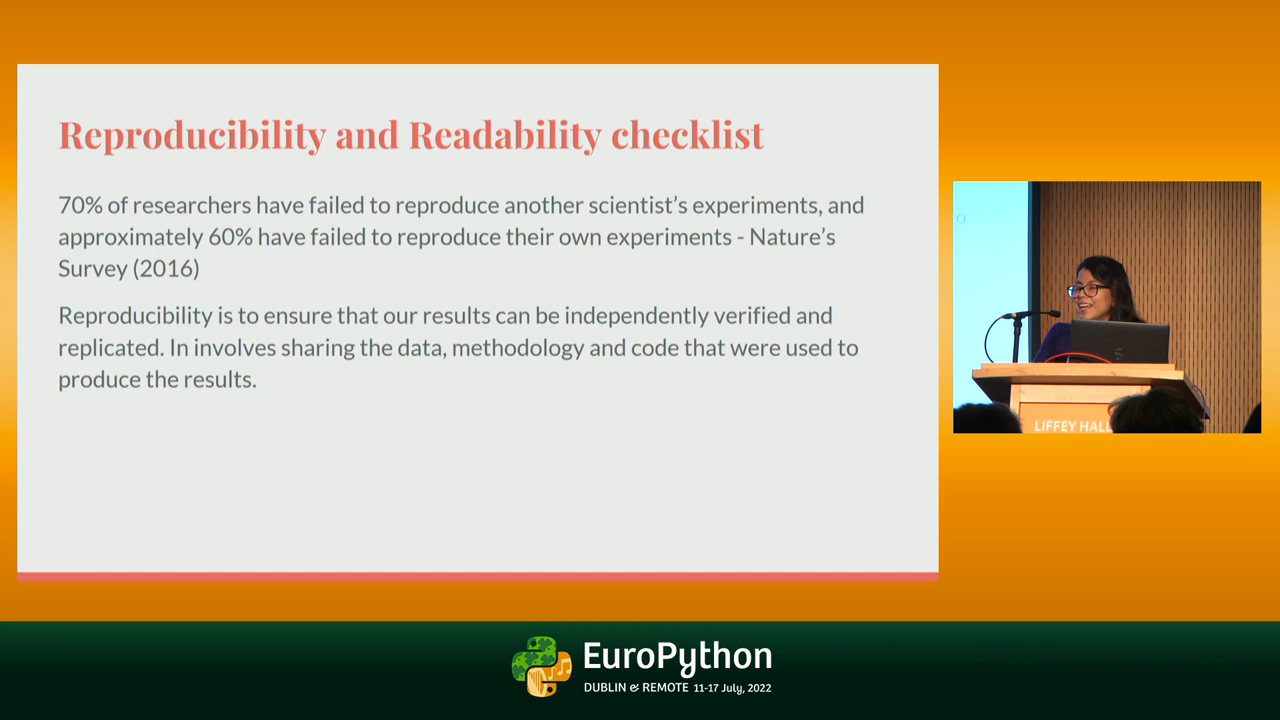 Reproducibility and Readability checklist
70% of researchers have failed to reproduce another scientist's experiments, and
approximately 60% have failed to reproduce their own experiments - Nature's
Survey (2016)
Reproducibility is to ensure that our results can be independently verified and
replicated. In involves sharing the data, methodology and code that were used to
produce the results.
LIFFEY HALL
EuroPython
DUBLIN & REMOTE 11-17 July, 2022